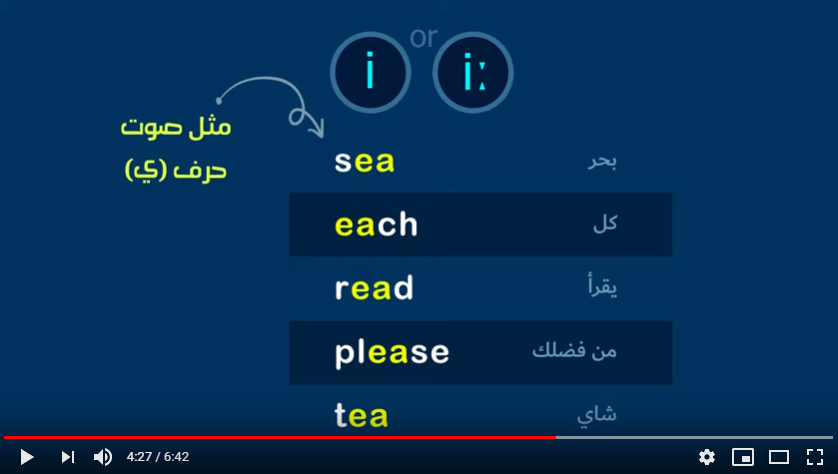 i or i:
مثل صوت
حرف (ي)
sea بحر
each كل
read يقرأ
please من فضلك
tea شاي
4:27 / 6:42